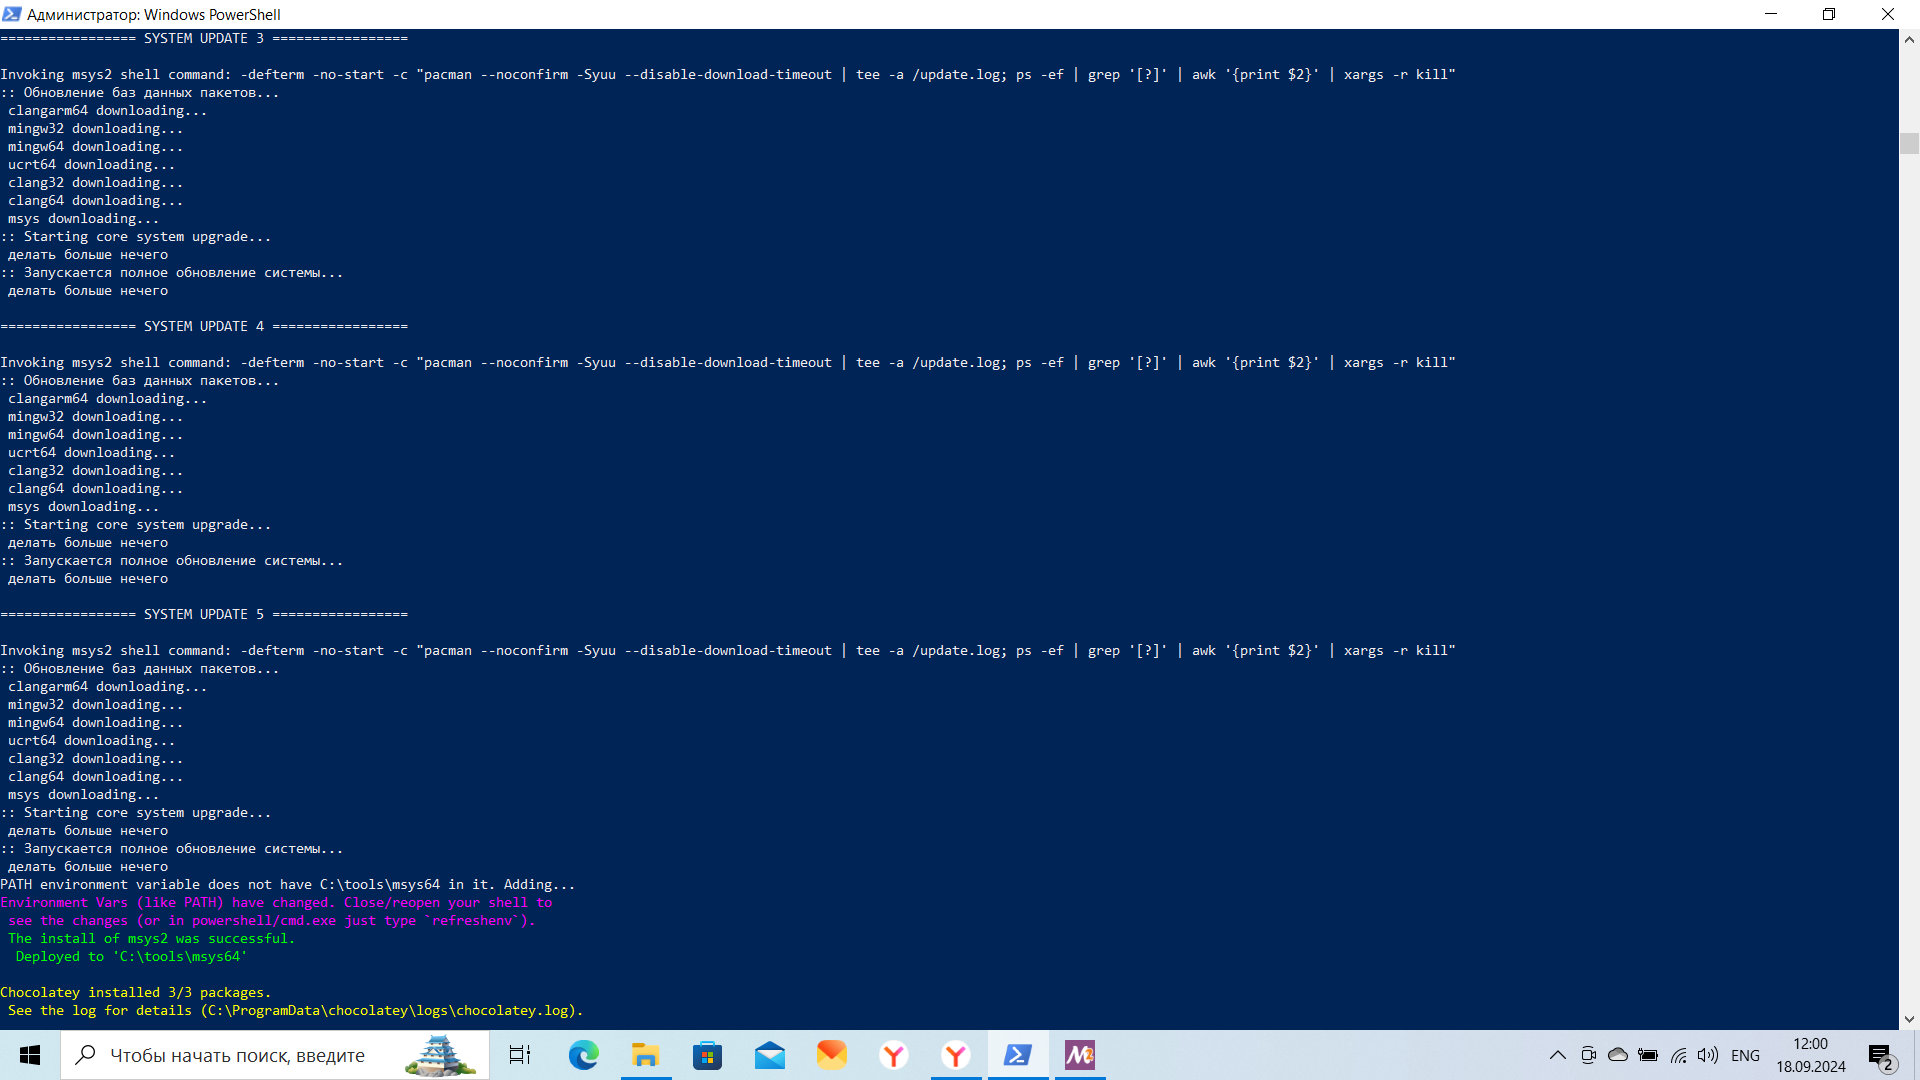 Администратор: Windows PowerShell
================= SYSTEM UPDATE 3 =================
Invoking msys2 shell command: -defterm -no-start -c "pacman --noconfirm -Syuu --disable-download-timeout | tee -a /update.log; ps -ef | grep '[?]' | awk '{print $2}' | xargs -r kill"
:: Обновление баз данных пакетов...
clangarm64 downloading...
mingw32 downloading...
mingw64 downloading...
ucrt64 downloading...
clang32 downloading...
clang64 downloading...
msys downloading...
:: Starting core system upgrade...
делать больше нечего
:: Запускается полное обновление системы...
делать больше нечего
================= SYSTEM UPDATE 4 =================
Invoking msys2 shell command: -defterm -no-start -c "pacman --noconfirm -Syuu --disable-download-timeout | tee -a /update.log; ps -ef | grep '[?]' | awk '{print $2}' | xargs -r kill"
:: Обновление баз данных пакетов...
clangarm64 downloading...
mingw32 downloading...
mingw64 downloading...
ucrt64 downloading...
clang32 downloading...
clang64 downloading...
msys downloading...
:: Starting core system upgrade...
делать больше нечего
:: Запускается полное обновление системы...
делать больше нечего
================= SYSTEM UPDATE 5 =================
Invoking msys2 shell command: -defterm -no-start -c "pacman --noconfirm -Syuu --disable-download-timeout | tee -a /update.log; ps -ef | grep '[?]' | awk '{print $2}' | xargs -r kill"
:: Обновление баз данных пакетов...
clangarm64 downloading...
mingw32 downloading...
mingw64 downloading...
ucrt64 downloading...
clang32 downloading...
clang64 downloading...
msys downloading...
:: Starting core system upgrade...
делать больше нечего
:: Запускается полное обновление системы...
делать больше нечего
PATH environment variable does not have C:\tools\msys64 in it. Adding...
Environment Vars (like PATH) have changed. Close/reopen your shell to
see the changes (or in powershell/cmd.exe just type `refreshenv`).
The install of msys2 was successful.
Deployed to 'C:\tools\msys64'
Chocolatey installed 3/3 packages.
See the log for details (C:\ProgramData\chocolatey\logs\chocolatey.log).
Чтобы начать поиск, введите
ENG
12:00
18.09.2024
2